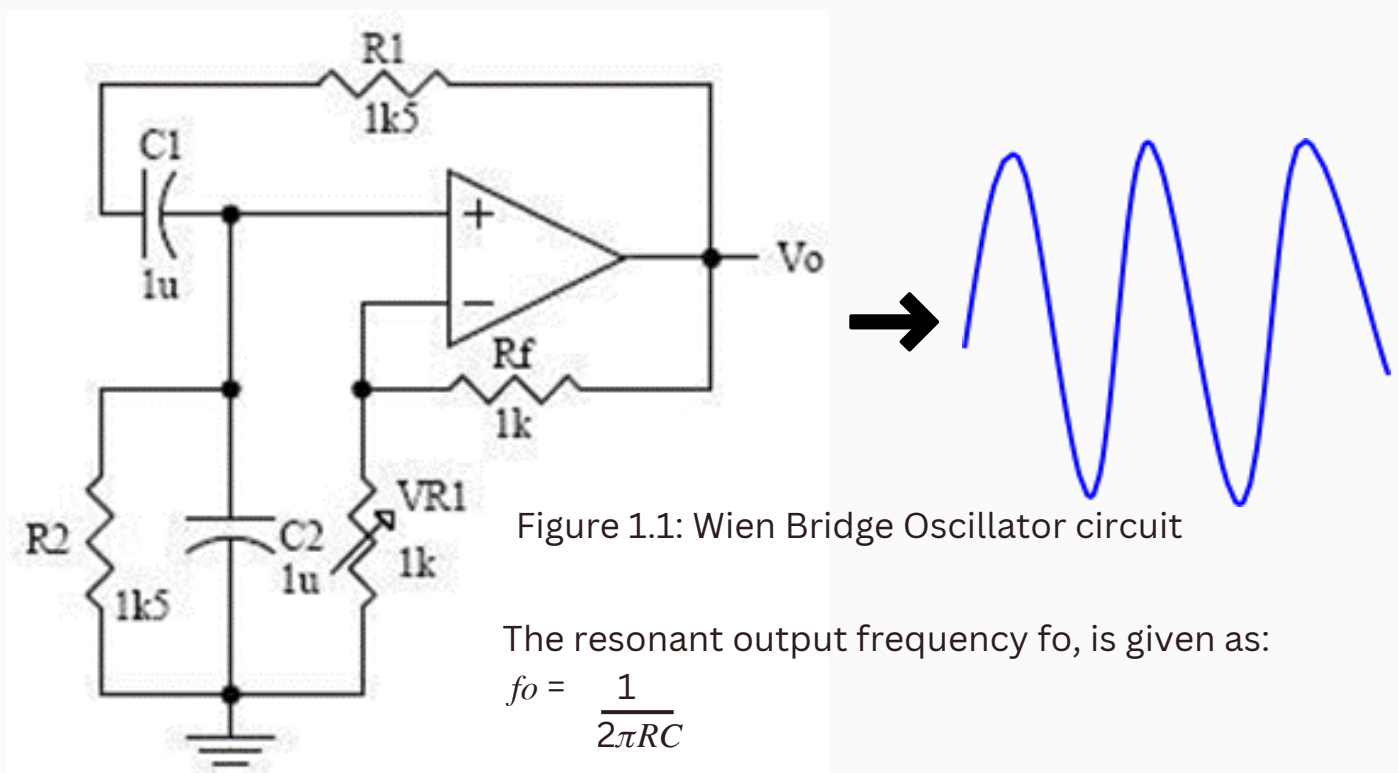 R1
1k5
C1
1u
+
−
Vo
Rf
1k
R2
1k5
C2
1u
VR1
1k
Figure 1.1: Wien Bridge Oscillator circuit
The resonant output frequency fo, is given as:
fo = 1
2πRC